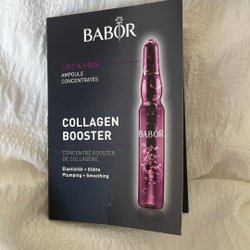 BABOR
LIFT & FIRM
AMPOULE
CONCENTRATES
COLLAGEN
BOOSTER
CONCENTRÉ BOOSTER
DE COLLAGÈNE
Elastizität + Glätte
Plumping + Smoothing
BABOR